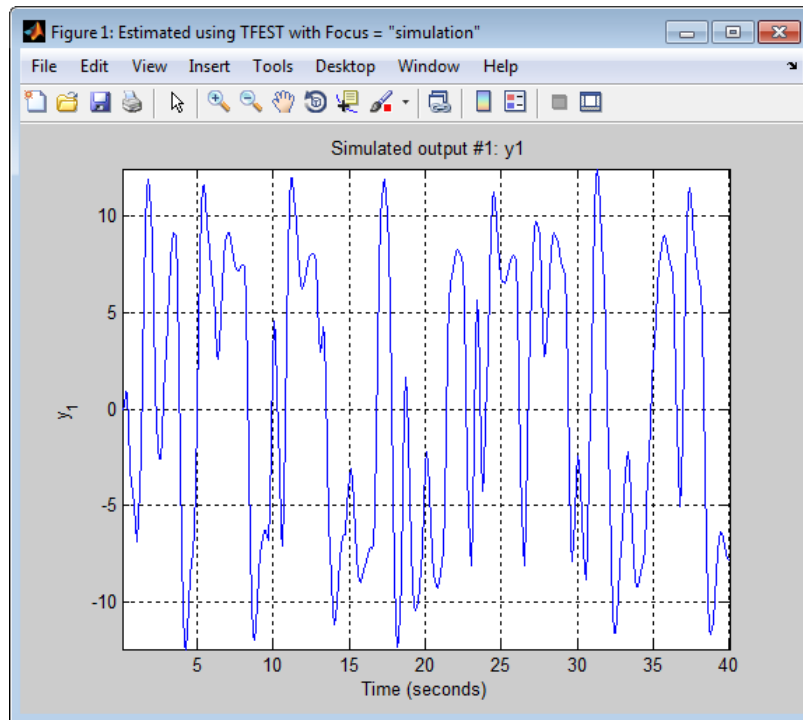 Figure 1: Estimated using TFEST with Focus = "simulation"
File Edit View Insert Tools Desktop Window Help
Simulated output #1: y1
10
5
0
-5
-10
y1
5 10 15 20 25 30 35 40
Time (seconds)